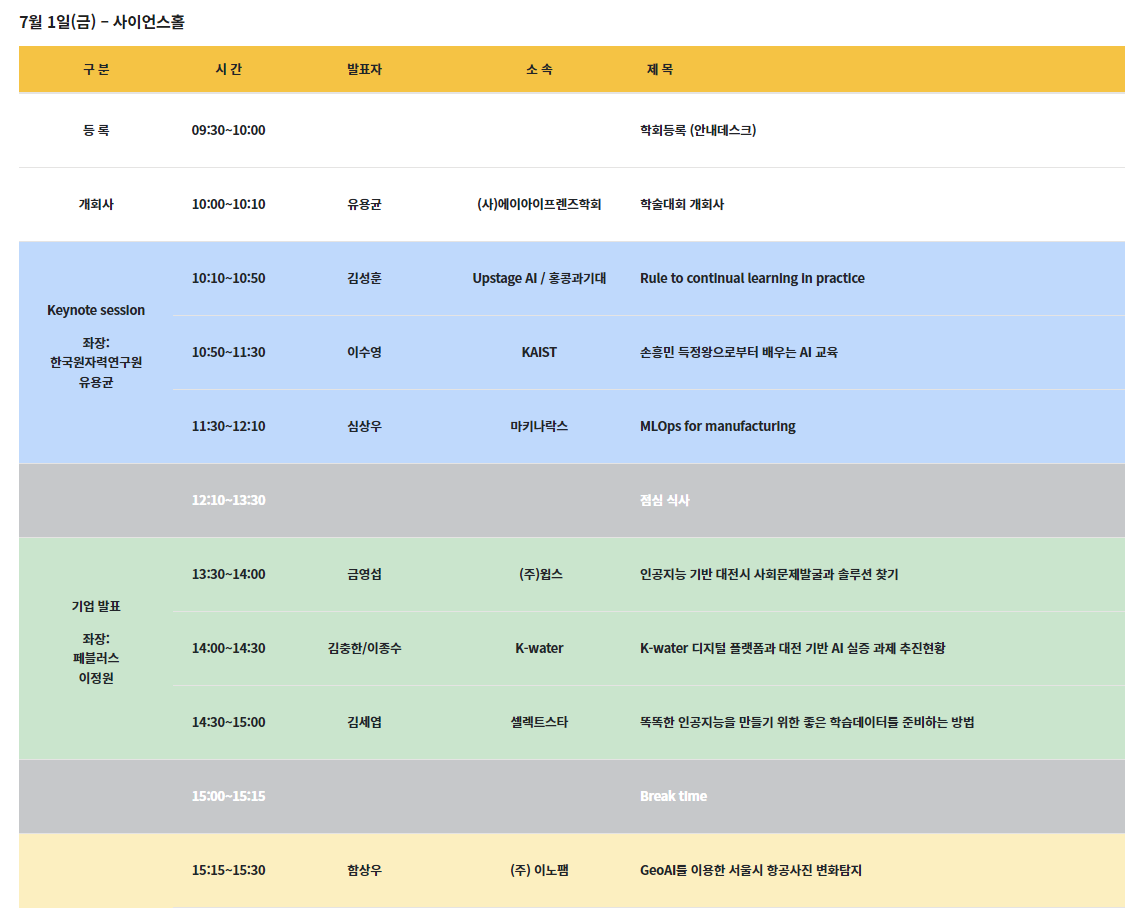 7월 1일(금) – 사이언스홀
구 분 시 간 발표자 소 속 제 목
등 록 09:30~10:00 학회등록 (안내데스크)
개회사 10:00~10:10 유용균 (사)에이아이프렌즈학회 학술대회 개회사
Keynote session
좌장:
한국원자력연구원
유용균
10:10~10:50 김성훈 Upstage AI / 홍콩과기대 Rule to continual learning in practice
10:50~11:30 이수영 KAIST 손흥민 득정왕으로부터 배우는 AI 교육
11:30~12:10 심상우 마키나락스 MLOps for manufacturing
12:10~13:30 점심 식사
기업 발표
좌장:
페블러스
이정원
13:30~14:00 금영섭 (주)윕스 인공지능 기반 대전시 사회문제발굴과 솔루션 찾기
14:00~14:30 김충한/이종수 K-water K-water 디지털 플랫폼과 대전 기반 AI 실증 과제 추진현황
14:30~15:00 김세엽 셀렉트스타 똑똑한 인공지능을 만들기 위한 좋은 학습데이터를 준비하는 방법
15:00~15:15 Break time
15:15~15:30 함상우 (주) 이노팸 GeoAI를 이용한 서울시 항공사진 변화탐지